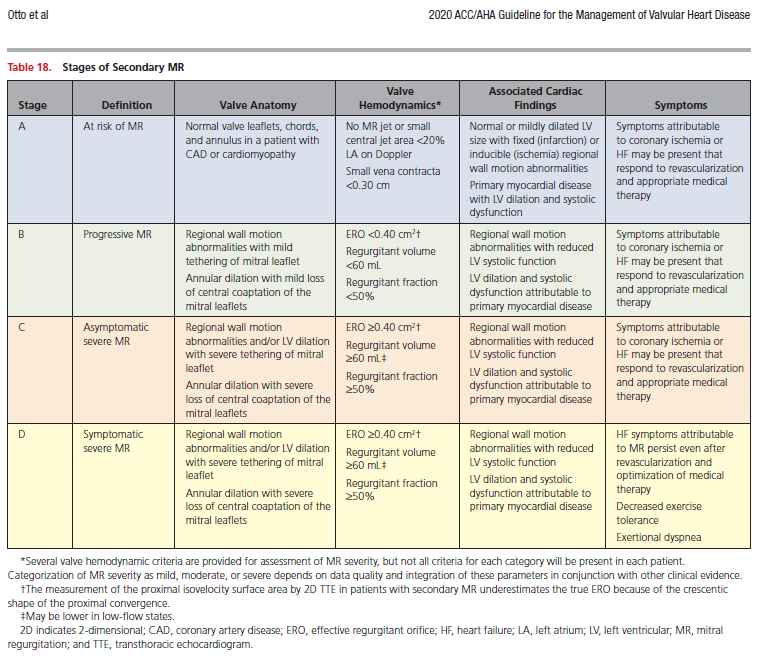 Otto et al
2020 ACC/AHA Guideline for the Management of Valvular Heart Disease
Table 18. Stages of Secondary MR
Stage
Definition
Valve Anatomy
Valve
Hemodynamics*
Associated Cardiac
Findings
Symptoms
A
At risk of MR
Normal valve leaflets, chords,
and annulus in a patient with
CAD or cardiomyopathy
No MR jet or small
central jet area <20%
LA on Doppler
Small vena contracta
<0.30 cm
Normal or mildly dilated LV
size with fixed (infarction) or
inducible (ischemia) regional
wall motion abnormalities
Primary myocardial disease
with LV dilation and systolic
dysfunction
Symptoms attributable
to coronary ischemia or
HF may be present that
respond to revascularization
and appropriate medical
therapy
B
Progressive MR
Regional wall motion
abnormalities with mild
tethering of mitral leaflet
Annular dilation with mild loss
of central coaptation of the
mitral leaflets
ERO <0.40 cm²†
Regurgitant volume
<60 mL
Regurgitant fraction
<50%
Regional wall motion
abnormalities with reduced
LV systolic function
LV dilation and systolic
dysfunction attributable to
primary myocardial disease
Symptoms attributable
to coronary ischemia or
HF may be present that
respond to revascularization
and appropriate medical
therapy
C
Asymptomatic
severe MR
Regional wall motion
abnormalities and/or LV dilation
with severe tethering of mitral
leaflet
Annular dilation with severe
loss of central coaptation of the
mitral leaflets
ERO ≥0.40 cm²†
Regurgitant volume
≥60 mL‡
Regurgitant fraction
≥50%
Regional wall motion
abnormalities with reduced
LV systolic function
LV dilation and systolic
dysfunction attributable to
primary myocardial disease
Symptoms attributable
to coronary ischemia or
HF may be present that
respond to revascularization
and appropriate medical
therapy
D
Symptomatic
severe MR
Regional wall motion
abnormalities and/or LV dilation
with severe tethering of mitral
leaflet
Annular dilation with severe
loss of central coaptation of the
mitral leaflets
ERO ≥0.40 cm²†
Regurgitant volume
≥60 mL‡
Regurgitant fraction
≥50%
Regional wall motion
abnormalities with reduced
LV systolic function
LV dilation and systolic
dysfunction attributable to
primary myocardial disease
HF symptoms attributable
to MR persist even after
revascularization and
optimization of medical
therapy
Decreased exercise
tolerance
Exertional dyspnea
*Several valve hemodynamic criteria are provided for assessment of MR severity, but not all criteria for each category will be present in each patient.
Categorization of MR severity as mild, moderate, or severe depends on data quality and integration of these parameters in conjunction with other clinical evidence.
†The measurement of the proximal isovelocity surface area by 2D TTE in patients with secondary MR underestimates the true ERO because of the crescentic
shape of the proximal convergence.
‡May be lower in low-flow states.
2D indicates 2-dimensional; CAD, coronary artery disease; ERO, effective regurgitant orifice; HF, heart failure; LA, left atrium; LV, left ventricular; MR, mitral
regurgitation; and TTE, transthoracic echocardiogram.